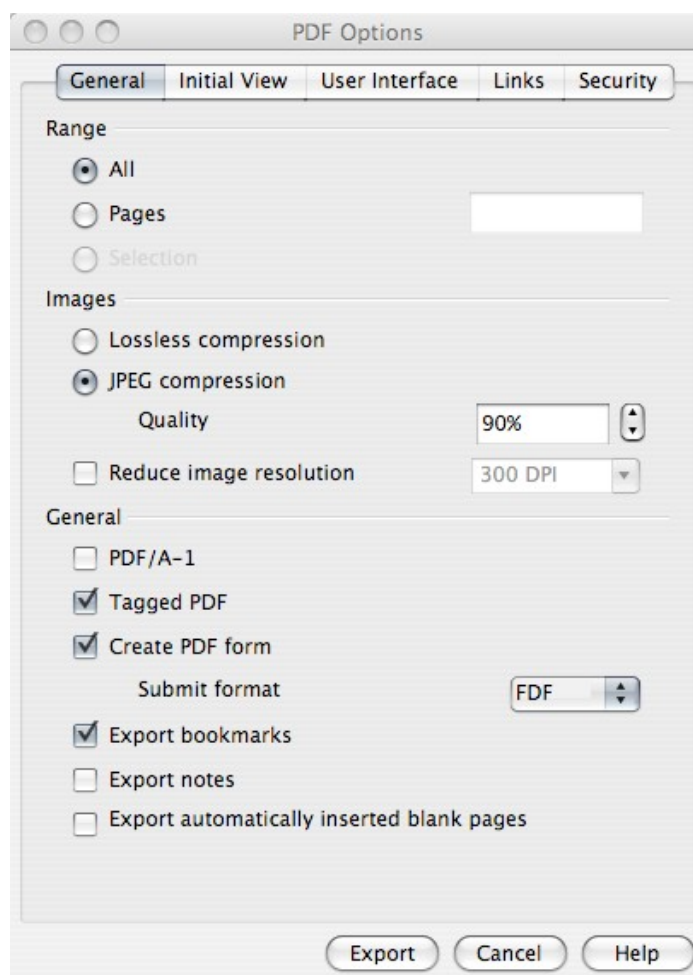 PDF Options
General Initial View User Interface Links Security
Range
All
Pages
Selection
Images
Lossless compression
JPEG compression
Quality 90%
Reduce image resolution 300 DPI
General
PDF/A-1
Tagged PDF
Create PDF form
Submit format FDF
Export bookmarks
Export notes
Export automatically inserted blank pages
Export Cancel Help